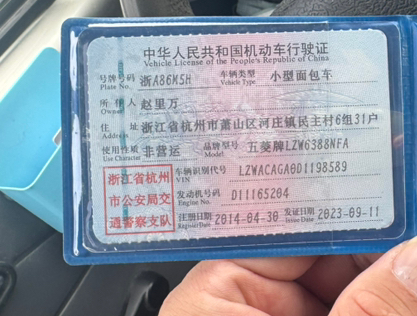 中华人民共和国机动车行驶证
Vehicle License of the People's Republic of China
号牌号码 浙A86M5H 车辆类型 小型面包车
Plate No. Vehicle Type
所有人 赵里万
Owner
住址 浙江省杭州市萧山区河庄镇民主村6组31户
Address
使用性质 非营运 品牌型号 五菱牌LZW6388NFA
Use Character Model
浙江省杭州
市公安局交
通警察支队
车辆识别代号 LZWACAGA0D1198589
VIN
发动机号码 D11165204
Engine No.
注册日期 2014-04-30 发证日期 2023-09-11
Register Date Issue Date